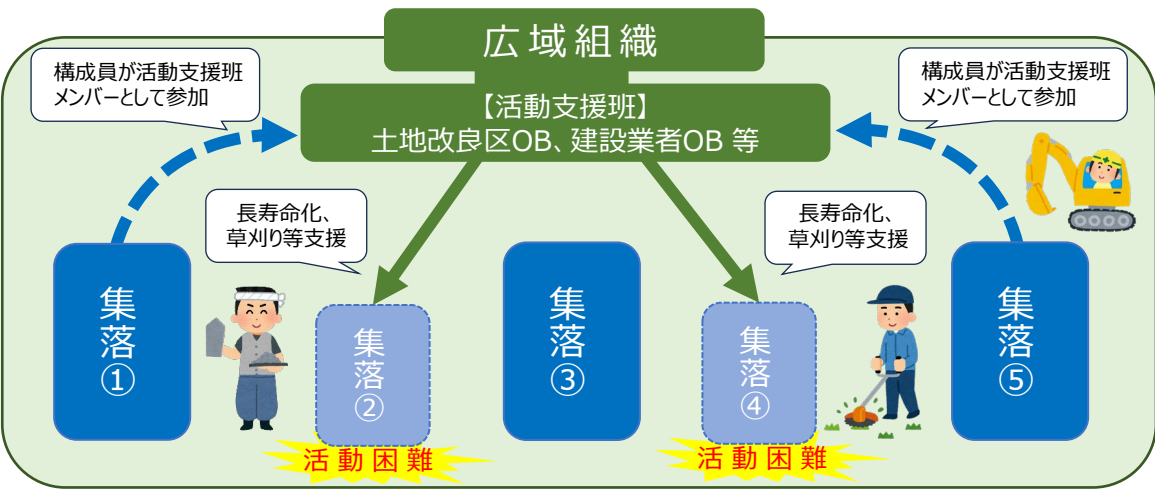 広域組織
【活動支援班】
土地改良区OB、建設業者OB 等
構成員が活動支援班
メンバーとして参加
構成員が活動支援班
メンバーとして参加
長寿命化、
草刈り等支援
長寿命化、
草刈り等支援
集落①
集落②
集落③
集落④
集落⑤
活動困難
活動困難